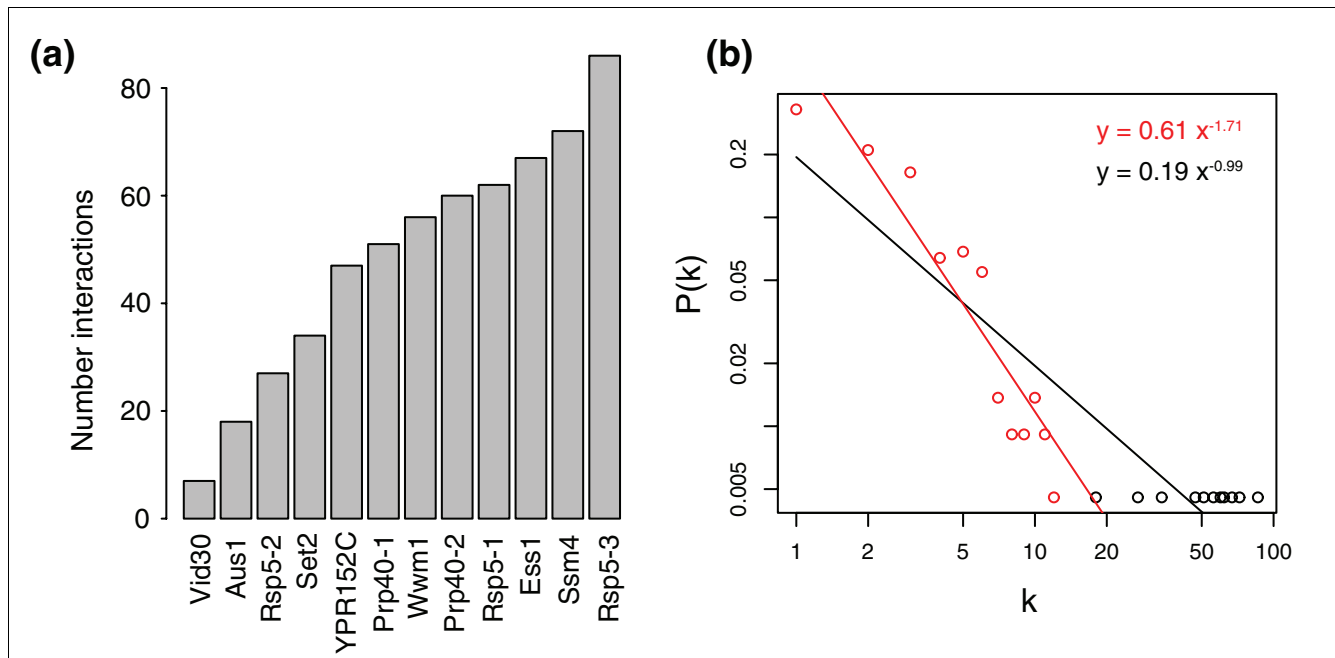 (a)
Number interactions
80
60
40
20
0
Vid30
Aus1
Rsp5-2
Set2
YPR152C
Prp40-1
Wwm1
Prp40-2
Rsp5-1
Ess1
Ssm4
Rsp5-3
(b)
P(k)
0.2
0.05
0.02
0.005
y = 0.61 x^-1.71
y = 0.19 x^-0.99
1 2 5 10 20 50 100
k